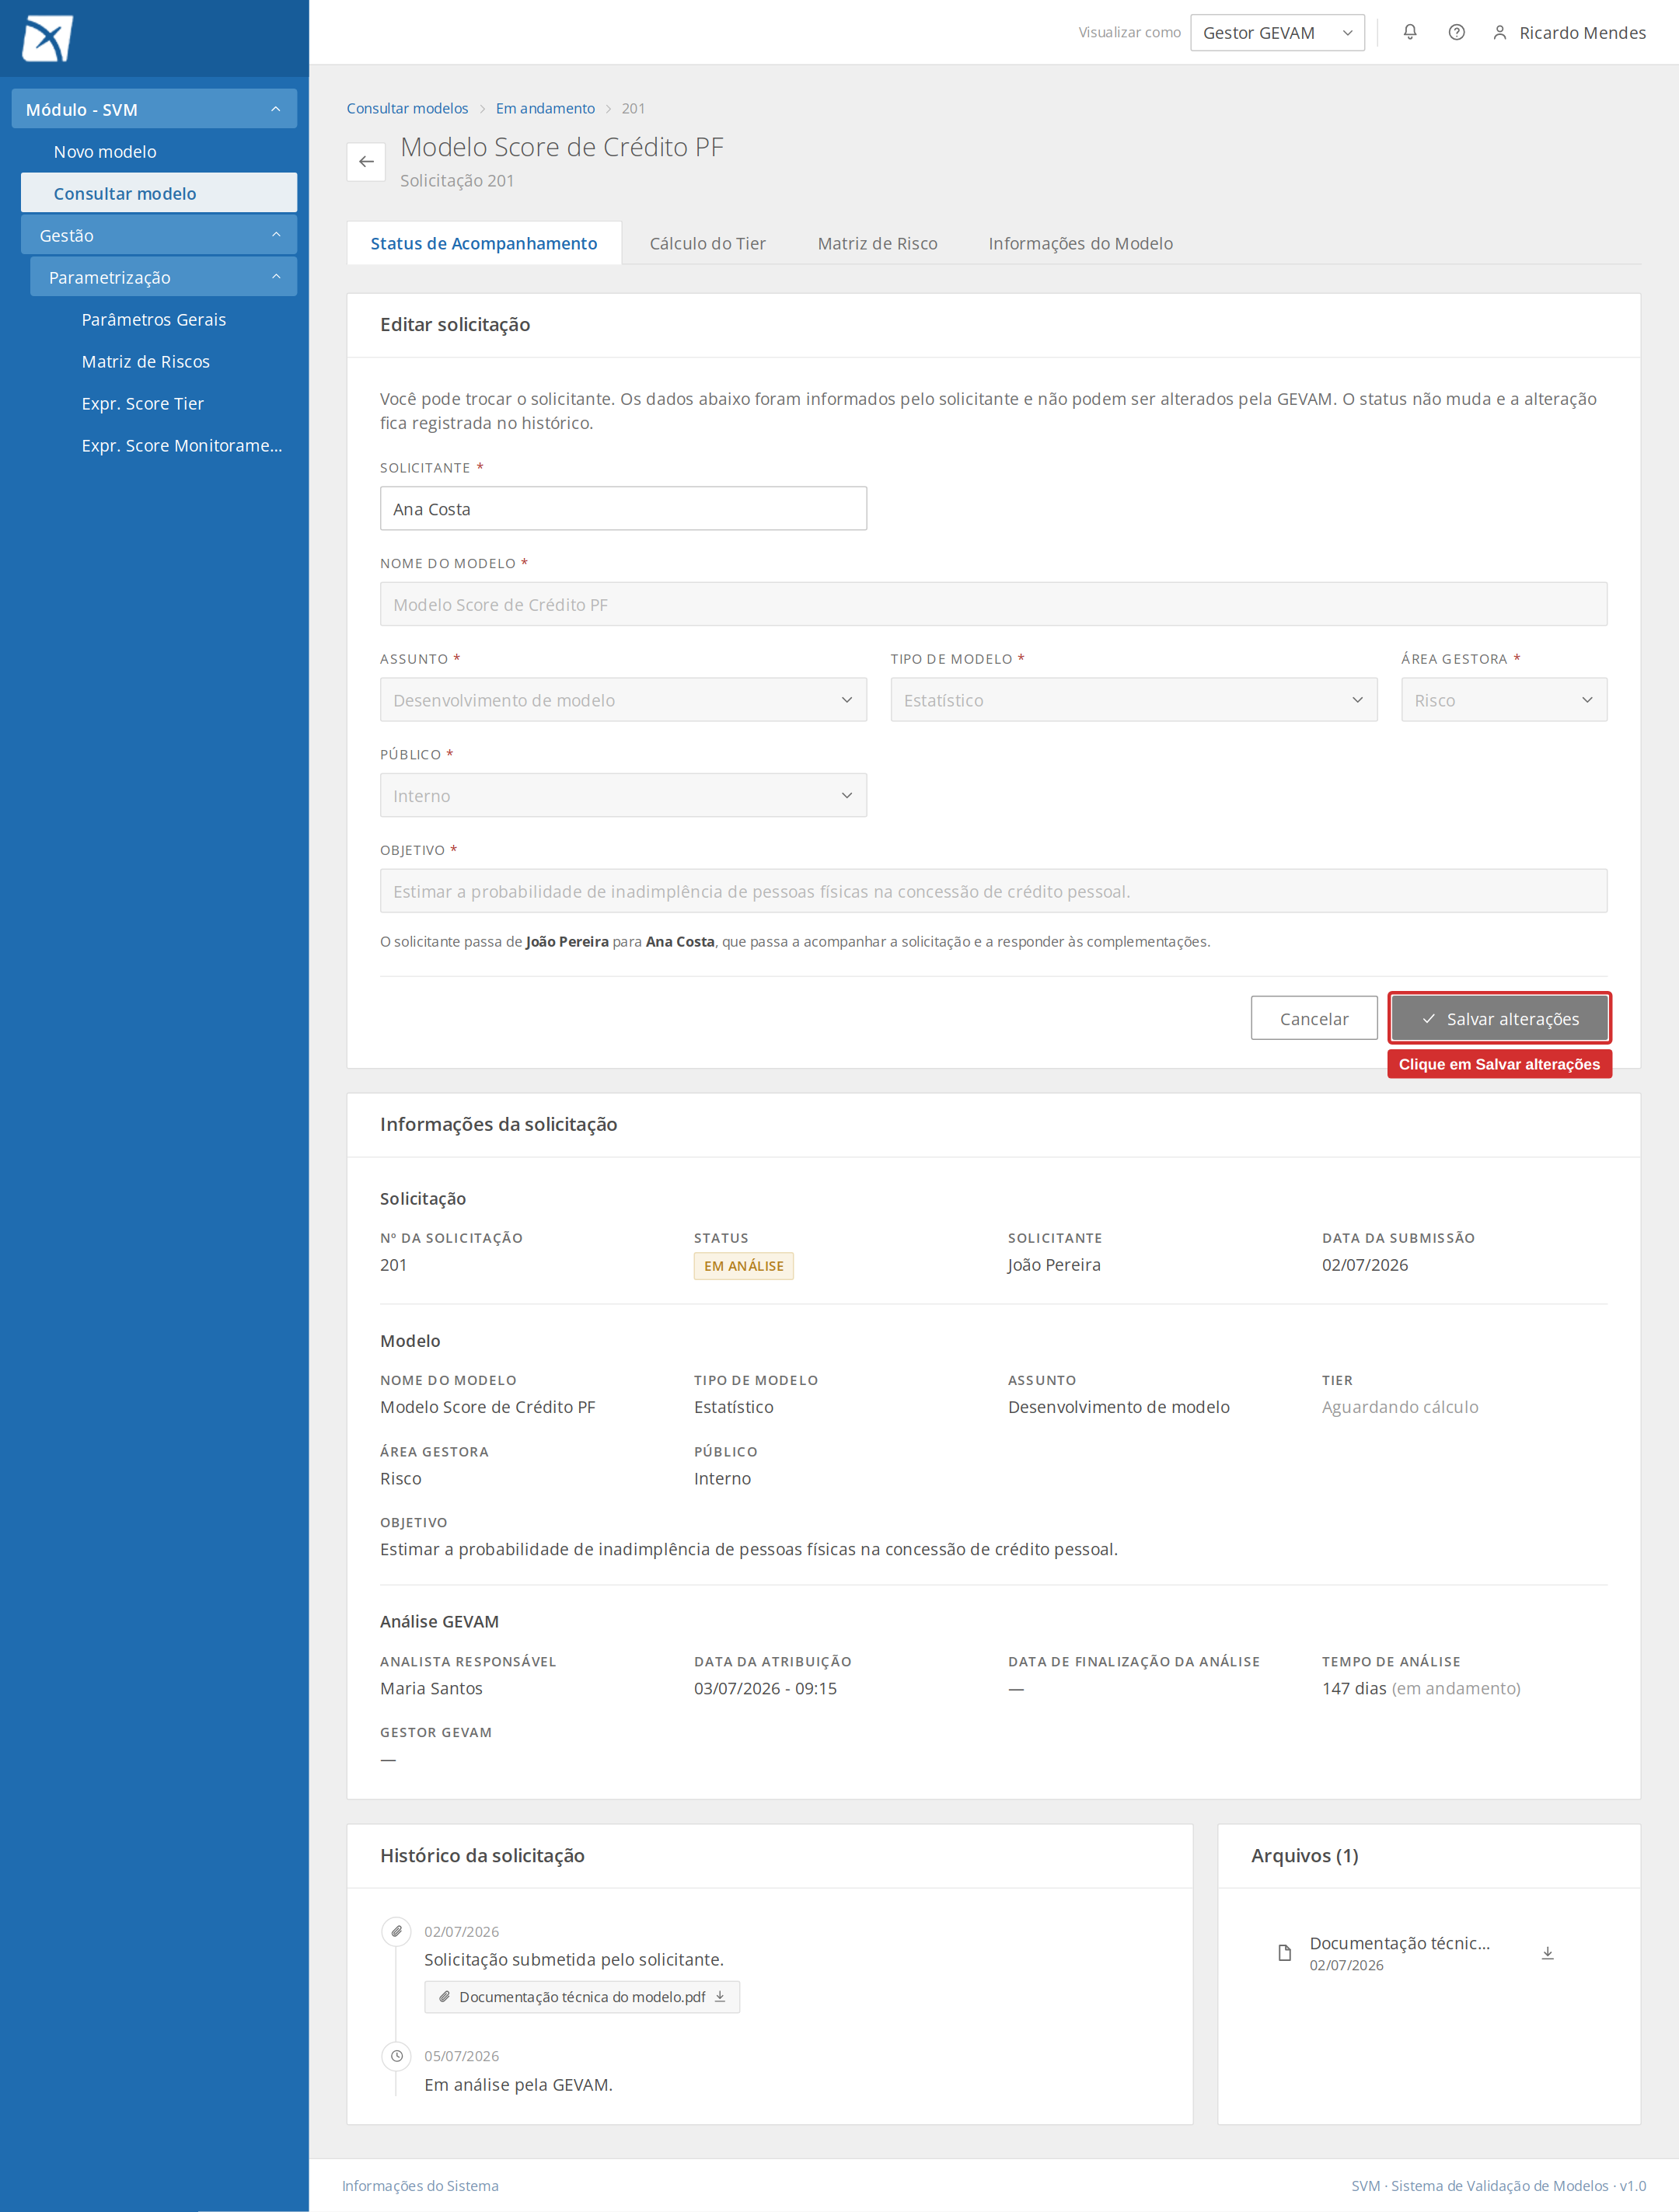 Visualizar como
Gestor GEVAM
Ricardo Mendes
Módulo - SVM
Novo modelo
Consultar modelo
Gestão
Parametrização
Parâmetros Gerais
Matriz de Riscos
Expr. Score Tier
Expr. Score Monitorame...
Consultar modelos > Em andamento > 201
Modelo Score de Crédito PF
Solicitação 201
Status de Acompanhamento
Cálculo do Tier
Matriz de Risco
Informações do Modelo
Editar solicitação
Você pode trocar o solicitante. Os dados abaixo foram informados pelo solicitante e não podem ser alterados pela GEVAM. O status não muda e a alteração
fica registrada no histórico.
SOLICITANTE *
Ana Costa
NOME DO MODELO *
Modelo Score de Crédito PF
ASSUNTO * TIPO DE MODELO * ÁREA GESTORA *
Desenvolvimento de modelo Estatístico Risco
PÚBLICO *
Interno
OBJETIVO *
Estimar a probabilidade de inadimplência de pessoas físicas na concessão de crédito pessoal.
O solicitante passa de João Pereira para Ana Costa, que passa a acompanhar a solicitação e a responder às complementações.
Cancelar Salvar alterações
Clique em Salvar alterações
Informações da solicitação
Solicitação
Nº DA SOLICITAÇÃO STATUS SOLICITANTE DATA DA SUBMISSÃO
201 EM ANÁLISE João Pereira 02/07/2026
Modelo
NOME DO MODELO TIPO DE MODELO ASSUNTO TIER
Modelo Score de Crédito PF Estatístico Desenvolvimento de modelo Aguardando cálculo
ÁREA GESTORA PÚBLICO
Risco Interno
OBJETIVO
Estimar a probabilidade de inadimplência de pessoas físicas na concessão de crédito pessoal.
Análise GEVAM
ANALISTA RESPONSÁVEL DATA DA ATRIBUIÇÃO DATA DE FINALIZAÇÃO DA ANÁLISE TEMPO DE ANÁLISE
Maria Santos 03/07/2026 - 09:15 — 147 dias (em andamento)
GESTOR GEVAM
—
Histórico da solicitação
02/07/2026
Solicitação submetida pelo solicitante.
Documentação técnica do modelo.pdf
05/07/2026
Em análise pela GEVAM.
Arquivos (1)
Documentação técnic...
02/07/2026
Informações do Sistema
SVM · Sistema de Validação de Modelos · v1.0